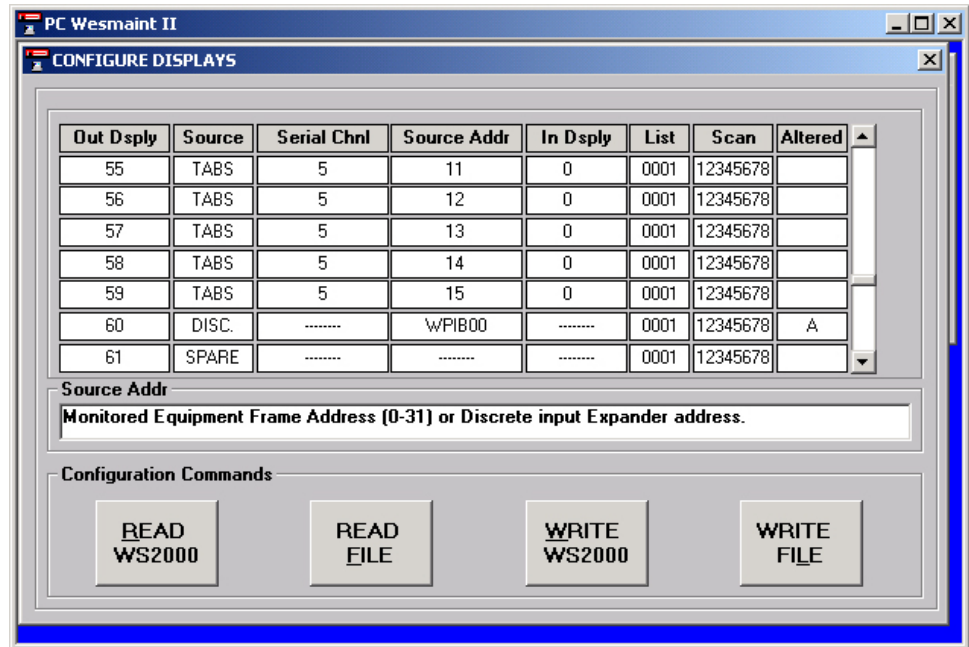 PC Wesmaint II
CONFIGURE DISPLAYS
Out Dsply Source Serial Chnl Source Addr In Dsply List Scan Altered
55 TABS 5 11 0 0001 12345678
56 TABS 5 12 0 0001 12345678
57 TABS 5 13 0 0001 12345678
58 TABS 5 14 0 0001 12345678
59 TABS 5 15 0 0001 12345678
60 DISC. -------- WPIB00 -------- 0001 12345678 A
61 SPARE -------- -------- -------- 0001 12345678
Source Addr
Monitored Equipment Frame Address (0-31) or Discrete input Expander address.
Configuration Commands
READ READ WRITE WRITE
WS2000 FILE WS2000 FILE